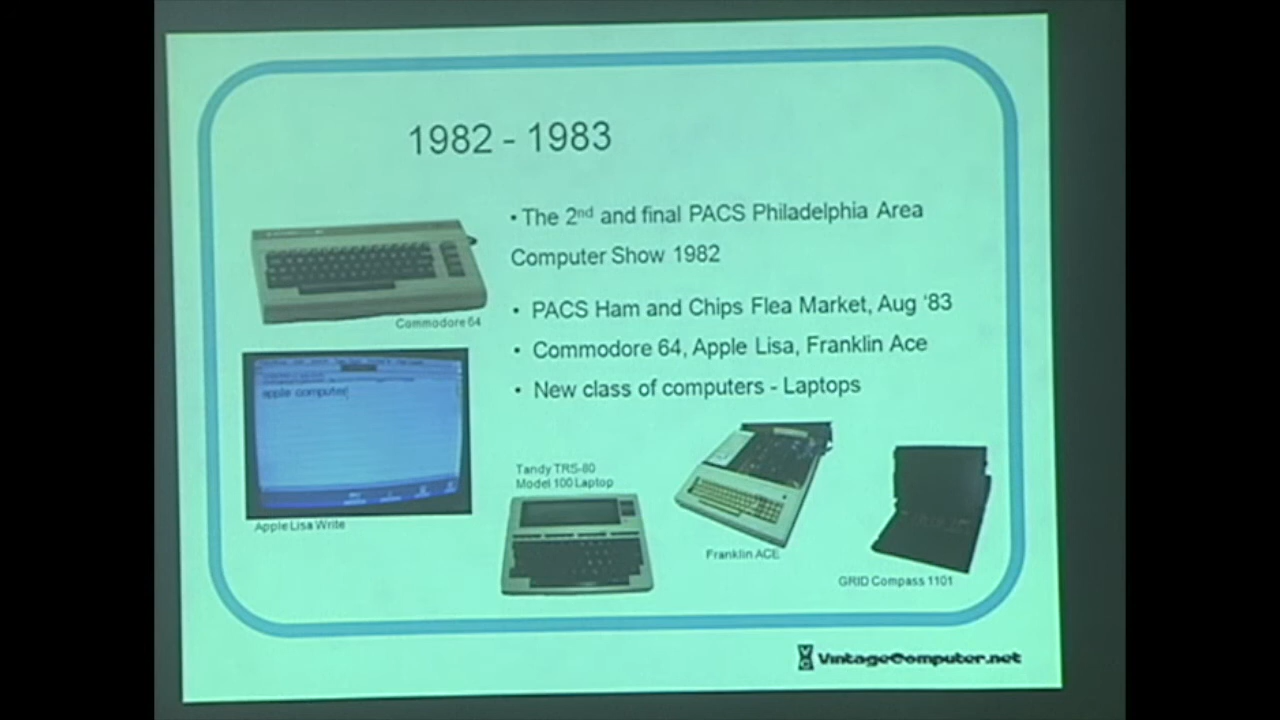 1982 - 1983
• The 2nd and final PACS Philadelphia Area
Computer Show 1982
• PACS Ham and Chips Flea Market, Aug ‘83
• Commodore 64, Apple Lisa, Franklin Ace
• New class of computers - Laptops
Commodore 64
apple computer
Apple Lisa Write
Tandy TRS-80
Model 100 Laptop
Franklin ACE
GRID Compass 1101
VintageComputer.net